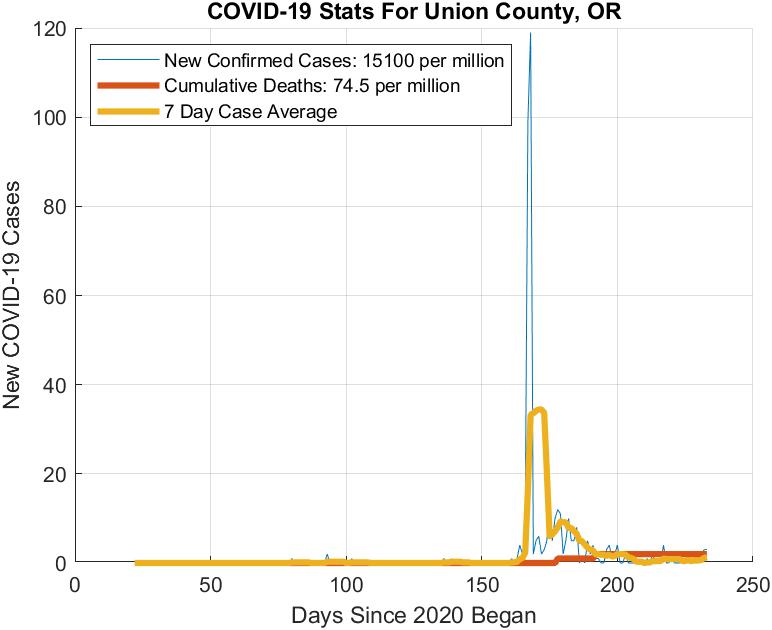 COVID-19 Stats For Union County, OR
New Confirmed Cases: 15100 per million
Cumulative Deaths: 74.5 per million
7 Day Case Average
New COVID-19 Cases
120
100
80
60
40
20
0
0 50 100 150 200 250
Days Since 2020 Began